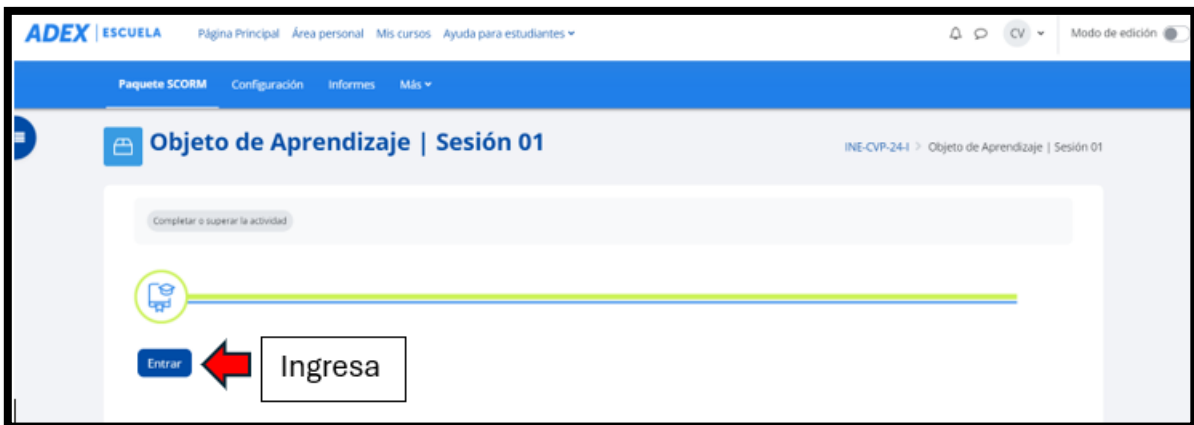 ADEX | ESCUELA Página Principal Área personal Mis cursos Ayuda para estudiantes CV Modo de edición
Paquete SCORM Configuración Informes Más
Objeto de Aprendizaje | Sesión 01
INE-CVP-24-I > Objeto de Aprendizaje | Sesión 01
Completar o superar la actividad
Entrar
Ingresa